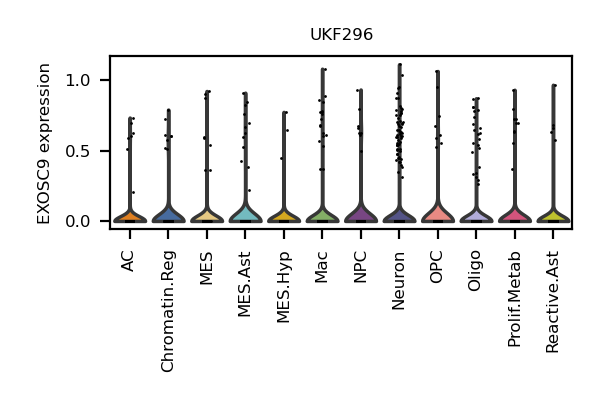 UKF296
EXOSC9 expression
1.0
0.5
0.0
AC
Chromatin.Reg
MES
MES.Ast
MES.Hyp
Mac
NPC
Neuron
OPC
Oligo
Prolif.Metab
Reactive.Ast